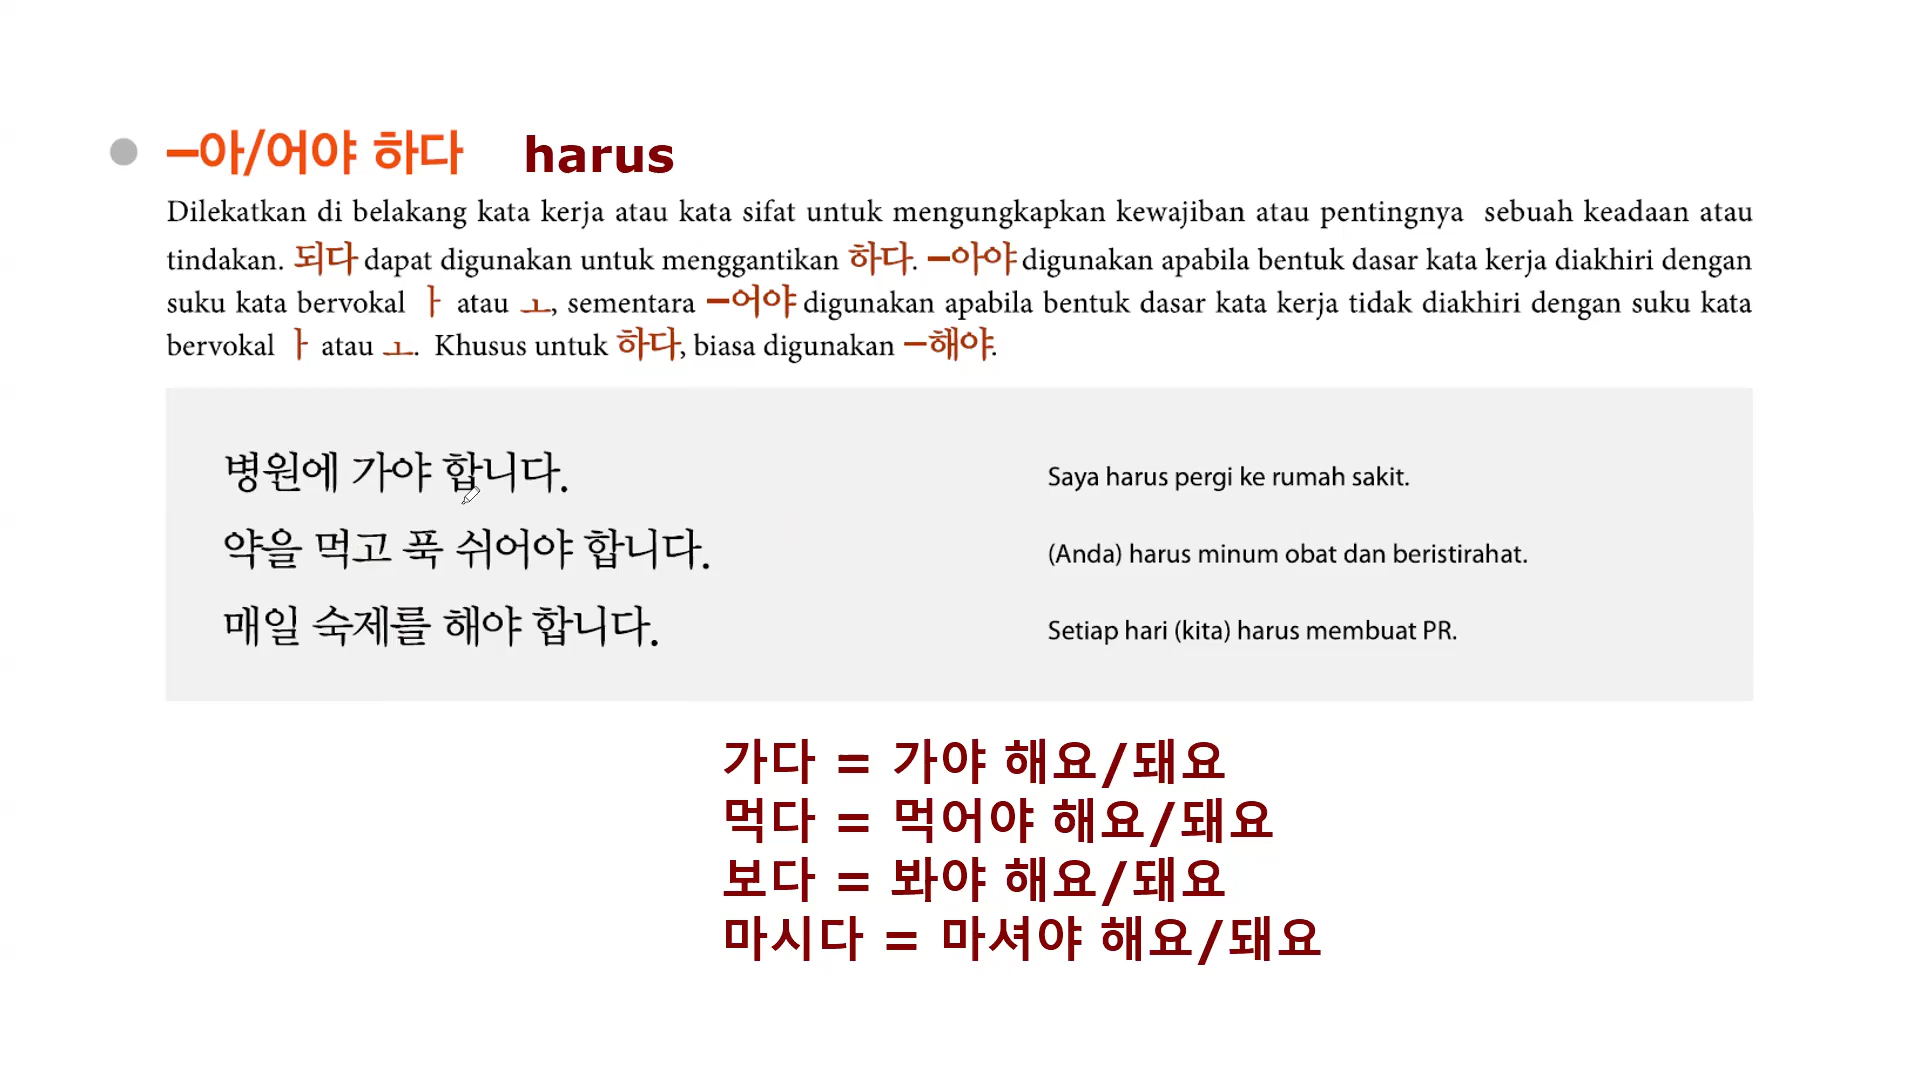 –아/어야 하다 harus
Dilekatkan di belakang kata kerja atau kata sifat untuk mengungkapkan kewajiban atau pentingnya sebuah keadaan atau
tindakan. 되다 dapat digunakan untuk menggantikan 하다. –아야 digunakan apabila bentuk dasar kata kerja diakhiri dengan
suku kata bervokal ㅏ atau ㅗ, sementara –어야 digunakan apabila bentuk dasar kata kerja tidak diakhiri dengan suku kata
bervokal ㅏ atau ㅗ. Khusus untuk 하다, biasa digunakan –해야.
병원에 가야 합니다. Saya harus pergi ke rumah sakit.
약을 먹고 푹 쉬어야 합니다. (Anda) harus minum obat dan beristirahat.
매일 숙제를 해야 합니다. Setiap hari (kita) harus membuat PR.
가다 = 가야 해요/돼요
먹다 = 먹어야 해요/돼요
보다 = 봐야 해요/돼요
마시다 = 마셔야 해요/돼요